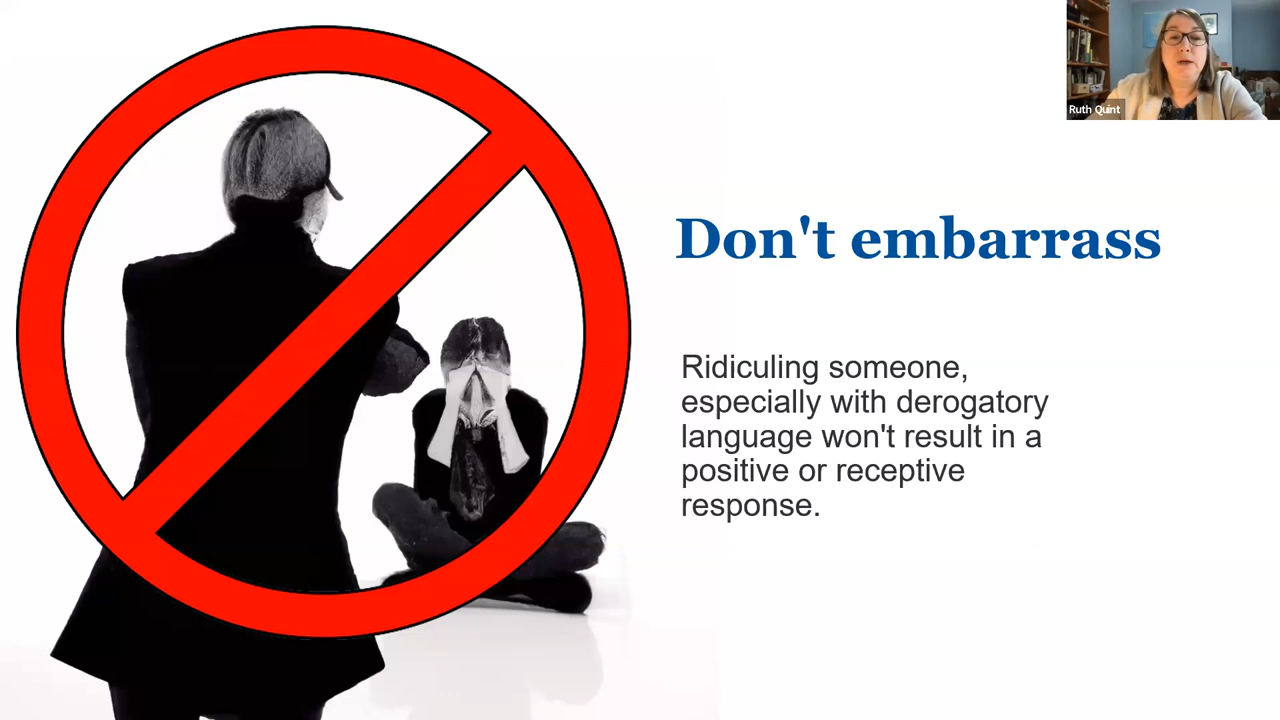 Ruth Quint
Don't embarrass
Ridiculing someone,
especially with derogatory
language won't result in a
positive or receptive
response.